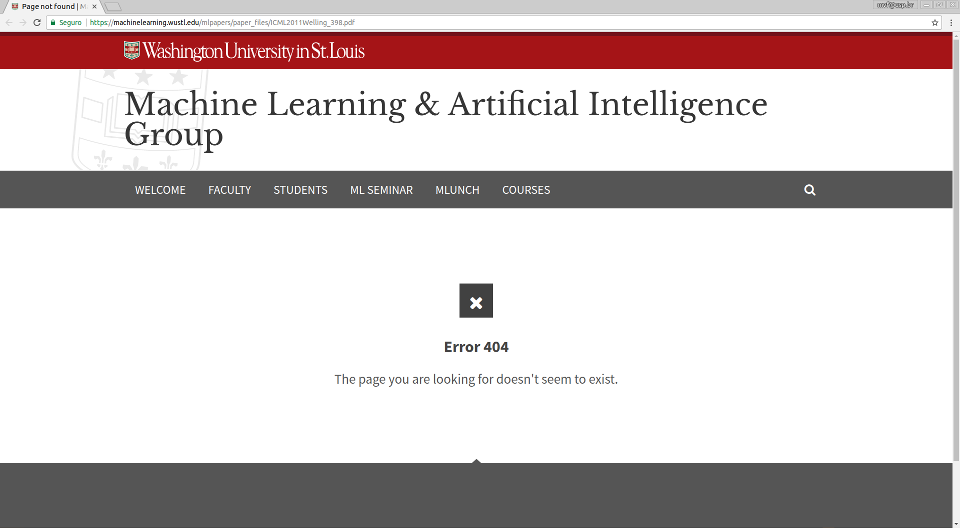 Page not found | M
Seguro
https://machinelearning.wustl.edu/mlpapers/paper_files/ICML2011Welling_398.pdf
Washington University in St. Louis
Machine Learning & Artificial Intelligence
Group
WELCOME FACULTY STUDENTS ML SEMINAR MLUNCH COURSES
Error 404
The page you are looking for doesn't seem to exist.